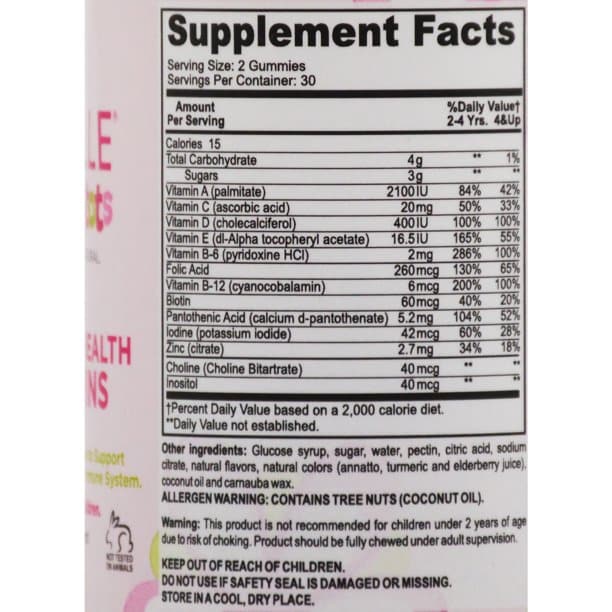 LE
ots
RAL
EALTH
NS
Support
mune System.
NOT TESTED
ON ANIMALS
Supplement Facts
Serving Size: 2 Gummies
Servings Per Container: 30
Amount %Daily Value†
Per Serving 2-4 Yrs. 4&Up
Calories 15
Total Carbohydrate 4g ** 1%
Sugars 3g ** **
Vitamin A (palmitate) 2100IU 84% 42%
Vitamin C (ascorbic acid) 20mg 50% 33%
Vitamin D (cholecalciferol) 400IU 100% 100%
Vitamin E (dl-Alpha tocopheryl acetate) 16.5IU 165% 55%
Vitamin B-6 (pyridoxine HCl) 2mg 286% 100%
Folic Acid 260mcg 130% 65%
Vitamin B-12 (cyanocobalamin) 6mcg 200% 100%
Biotin 60mcg 40% 20%
Pantothenic Acid (calcium d-pantothenate) 5.2mg 104% 52%
Iodine (potassium iodide) 42mcg 60% 28%
Zinc (citrate) 2.7mg 34% 18%
Choline (Choline Bitartrate) 40mcg ** **
Inositol 40mcg ** **
†Percent Daily Value based on a 2,000 calorie diet.
**Daily Value not established.
Other ingredients: Glucose syrup, sugar, water, pectin, citric acid, sodium
citrate, natural flavors, natural colors (annatto, turmeric and elderberry juice),
coconut oil and carnauba wax.
ALLERGEN WARNING: CONTAINS TREE NUTS (COCONUT OIL).
Warning: This product is not recommended for children under 2 years of age
due to risk of choking. Product should be fully chewed under adult supervision.
KEEP OUT OF REACH OF CHILDREN.
DO NOT USE IF SAFETY SEAL IS DAMAGED OR MISSING.
STORE IN A COOL, DRY PLACE.